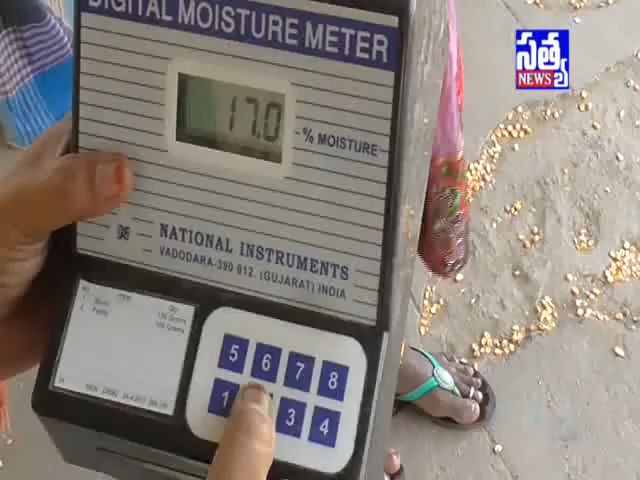 DIGITAL MOISTURE METER
సత్య
NEWS
17.0
-% MOISTURE-
NATIONAL INSTRUMENTS
VADODARA-390 012. (GUJARAT) INDIA
Qty
5 6 7 8
1 3 4